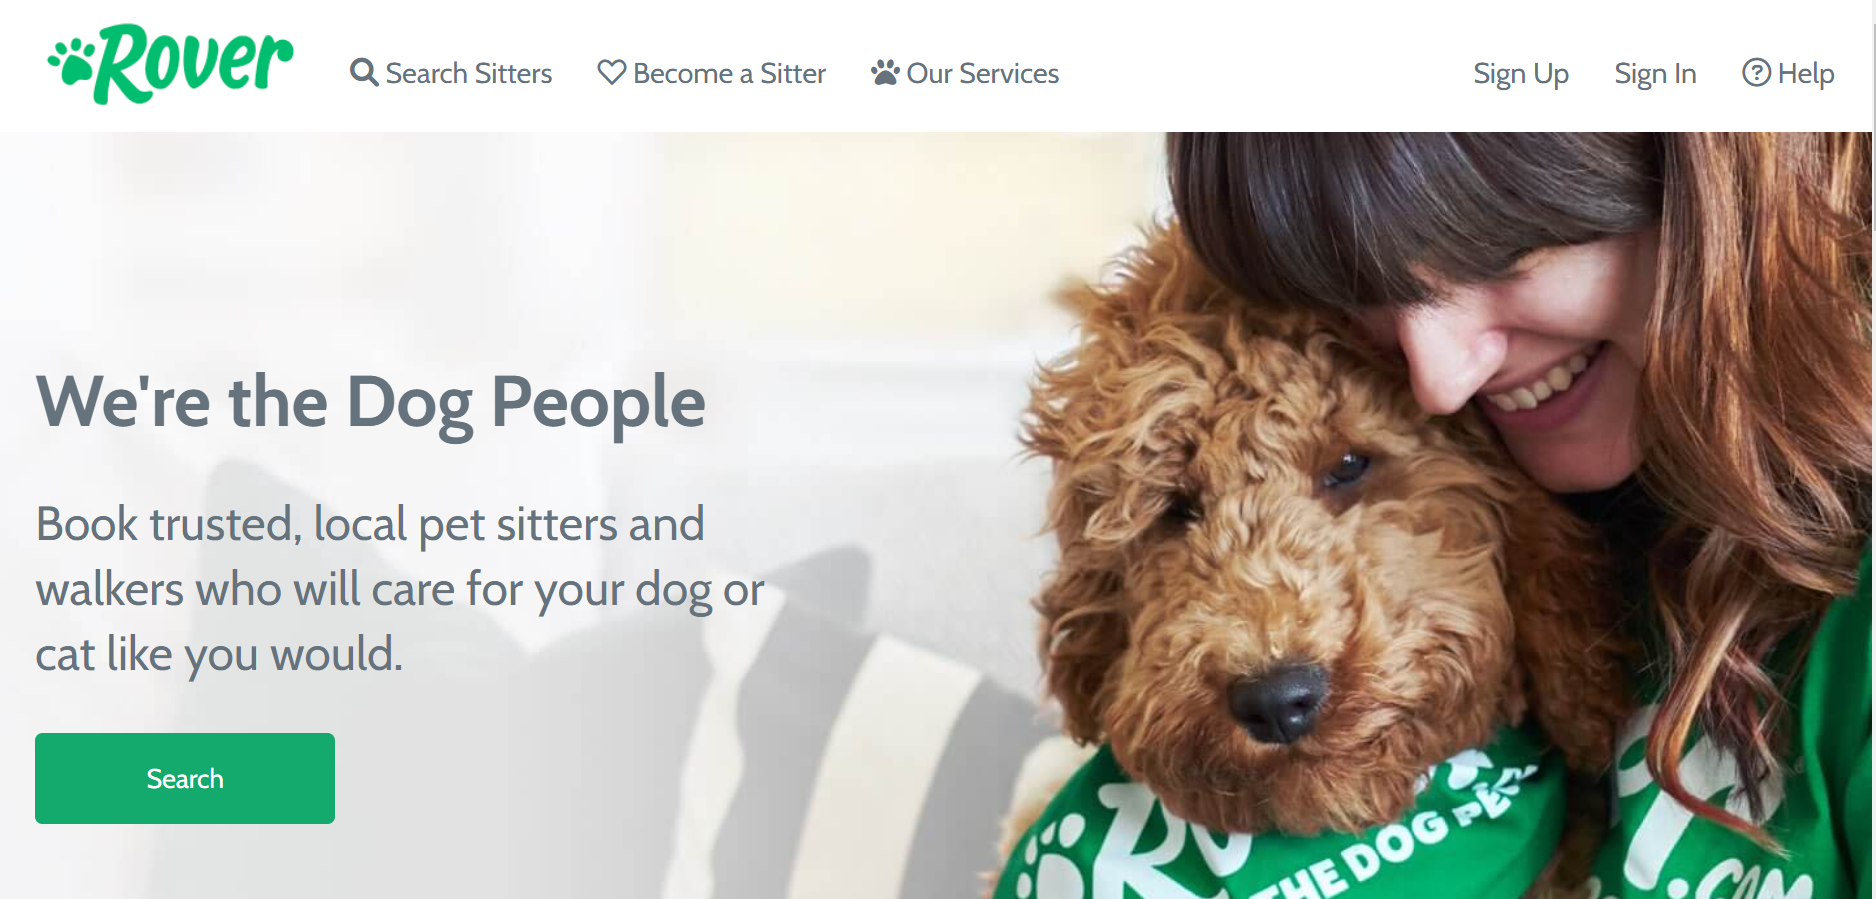 Rover
Search Sitters
Become a Sitter
Our Services
Sign Up
Sign In
Help
We're the Dog People
Book trusted, local pet sitters and
walkers who will care for your dog or
cat like you would.
Search
THE DOG
.COM